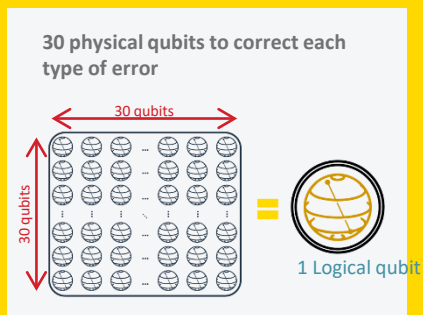 30 physical qubits to correct each
type of error
30 qubits
30 qubits
1 Logical qubit